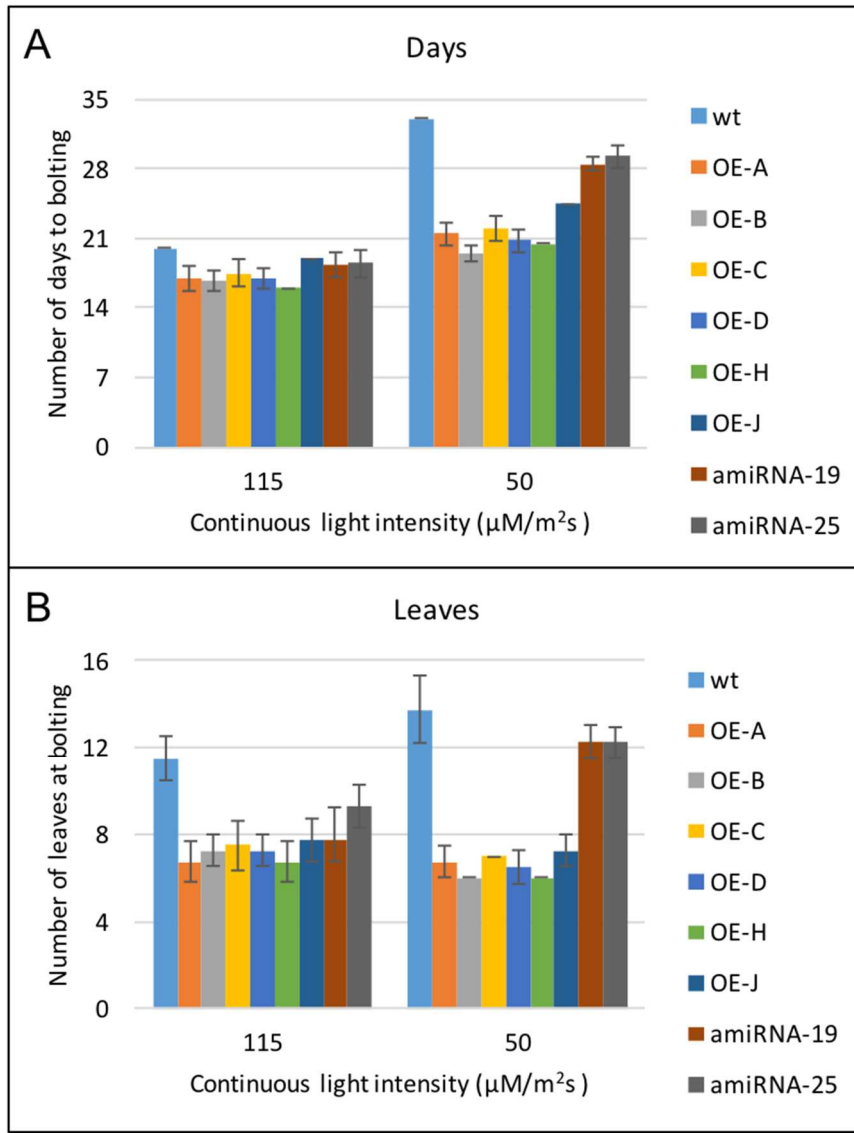 A
Days
Number of days to bolting
35
28
21
14
7
0
115
50
Continuous light intensity (μM/m²s )
wt
OE-A
OE-B
OE-C
OE-D
OE-H
OE-J
amiRNA-19
amiRNA-25
B
Leaves
Number of leaves at bolting
16
12
8
4
0
115
50
Continuous light intensity (μM/m²s )
wt
OE-A
OE-B
OE-C
OE-D
OE-H
OE-J
amiRNA-19
amiRNA-25